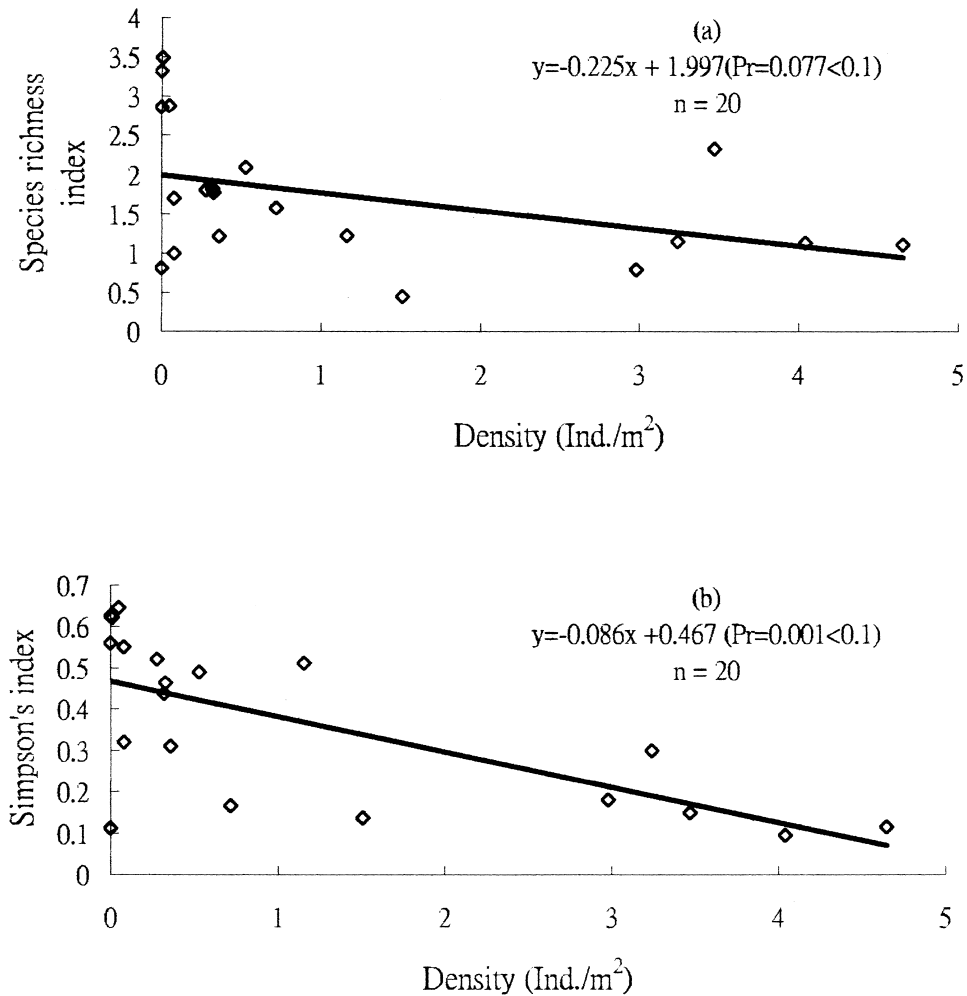 (a)
y=-0.225x + 1.997(Pr=0.077<0.1)
n = 20
4
3.5
3
2.5
2
1.5
1
0.5
0
Species richness
index
0 1 2 3 4 5
Density (Ind./m²)
(b)
y=-0.086x +0.467 (Pr=0.001<0.1)
n = 20
0.7
0.6
0.5
0.4
0.3
0.2
0.1
0
Simpson's index
0 1 2 3 4 5
Density (Ind./m²)